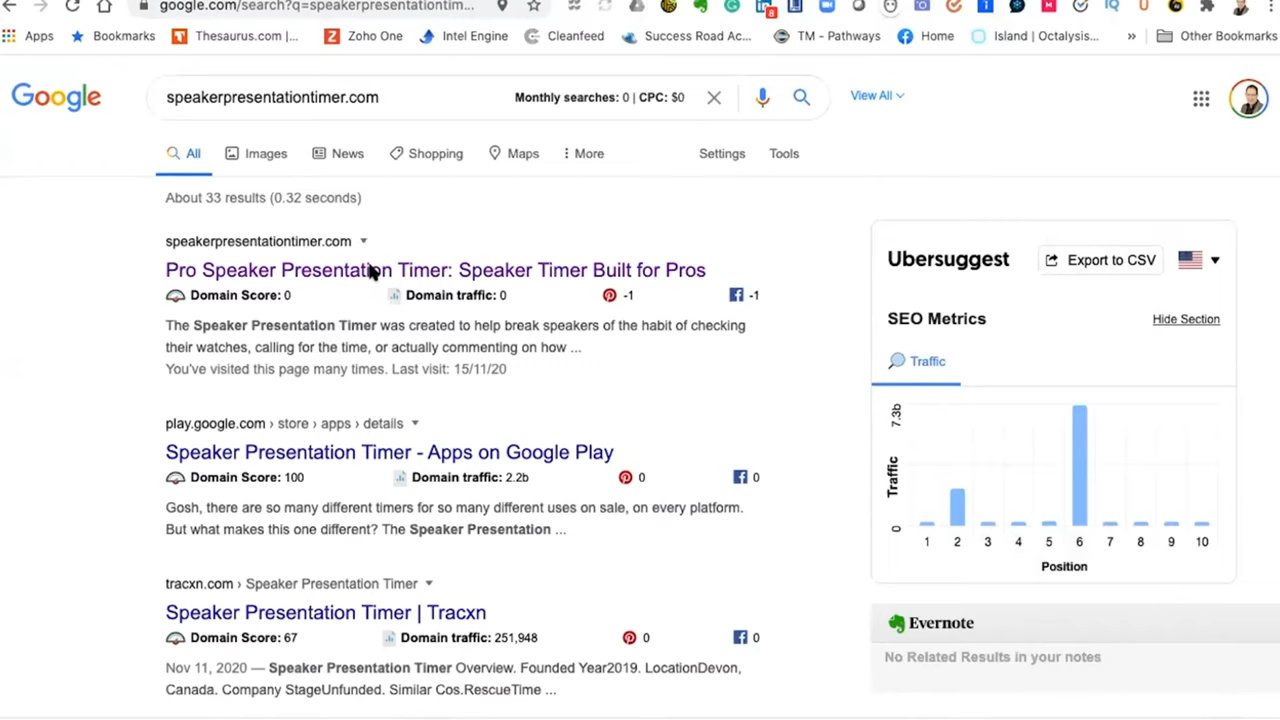 google.com/search?q=speakerpresentationtim...
8
IQ
Apps Bookmarks Thesaurus.com |... Zoho One Intel Engine Cleanfeed Success Road Ac... TM - Pathways Home Island | Octalysis... » Other Bookmarks
Google speakerpresentationtimer.com Monthly searches: 0 | CPC: $0 View All
All Images News Shopping Maps More Settings Tools
About 33 results (0.32 seconds)
speakerpresentationtimer.com
Pro Speaker Presentation Timer: Speaker Timer Built for Pros
Domain Score: 0 Domain traffic: 0 -1 -1
The Speaker Presentation Timer was created to help break speakers of the habit of checking
their watches, calling for the time, or actually commenting on how ...
You've visited this page many times. Last visit: 15/11/20
play.google.com › store › apps › details
Speaker Presentation Timer - Apps on Google Play
Domain Score: 100 Domain traffic: 2.2b 0 0
Gosh, there are so many different timers for so many different uses on sale, on every platform.
But what makes this one different? The Speaker Presentation ...
tracxn.com › Speaker Presentation Timer
Speaker Presentation Timer | Tracxn
Domain Score: 67 Domain traffic: 251,948 0 0
Nov 11, 2020 — Speaker Presentation Timer Overview. Founded Year2019. LocationDevon,
Canada. Company StageUnfunded. Similar Cos.RescueTime ...
Ubersuggest Export to CSV
SEO Metrics Hide Section
Traffic
7.3b
Traffic
0
1 2 3 4 5 6 7 8 9 10
Position
Evernote
No Related Results in your notes